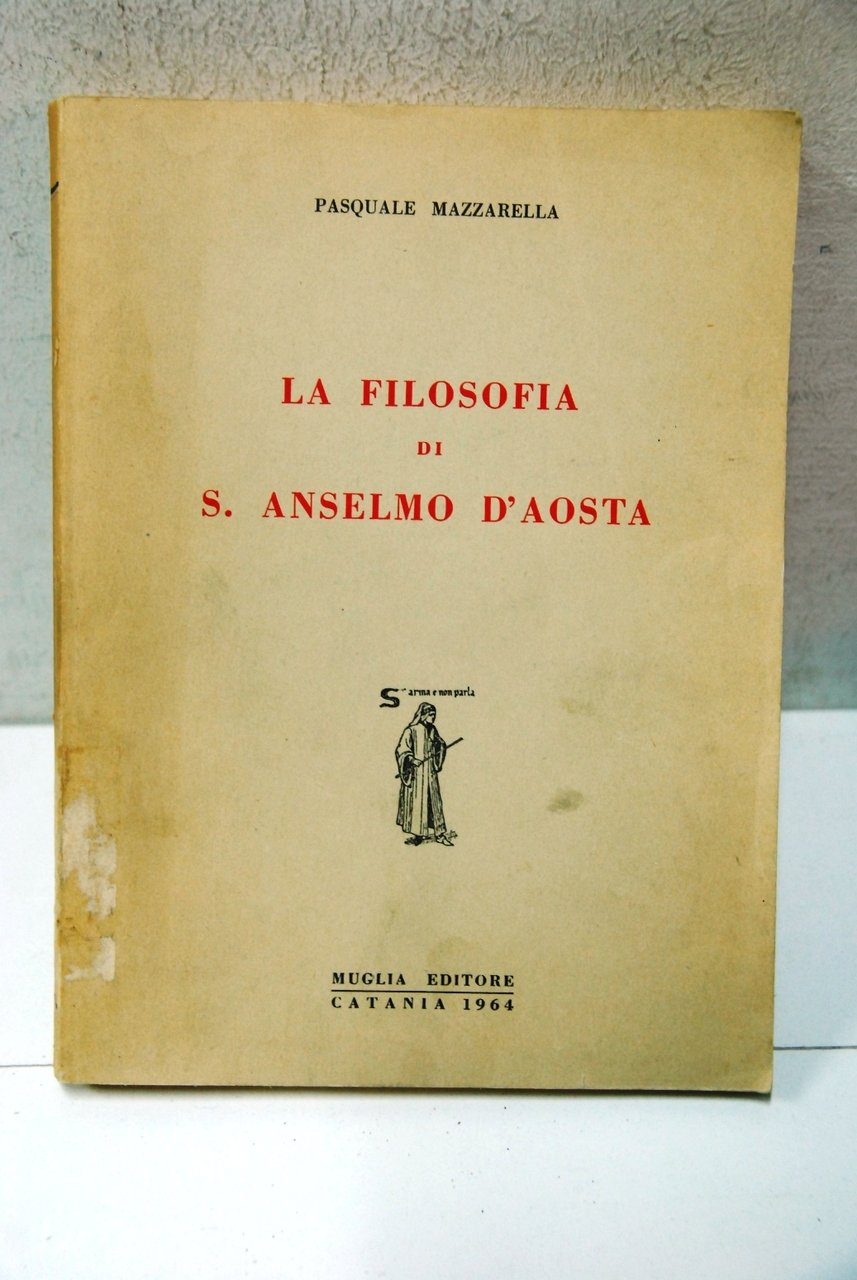 PASQUALE MAZZARELLA
LA FILOSOFIA
DI
S. ANSELMO D'AOSTA
S arma e non parla
MUGLIA EDITORE
CATANIA 1964